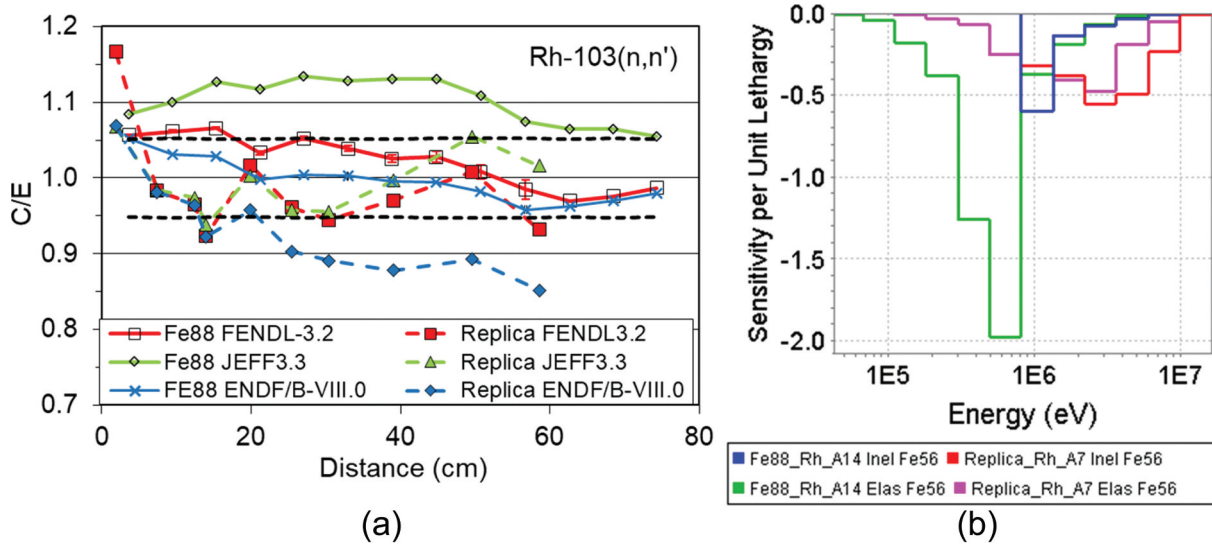 (a)
Rh-103(n,n')
C/E
1.2
1.1
1.0
0.9
0.8
0.7
Fe88 FENDL-3.2
Replica FENDL3.2
Fe88 JEFF3.3
Replica JEFF3.3
FE88 ENDF/B-VIII.0
Replica ENDF/B-VIII.0
0 20 40 60 80
Distance (cm)
(a)
Sensitivity per Unit Lethargy
0.0
-0.5
-1.0
-1.5
-2.0
1E5 1E6 1E7
Energy (eV)
Fe88_Rh_A14 Inel Fe56
Replica_Rh_A7 Inel Fe56
Fe88_Rh_A14 Elas Fe56
Replica_Rh_A7 Elas Fe56
(b)
(b)